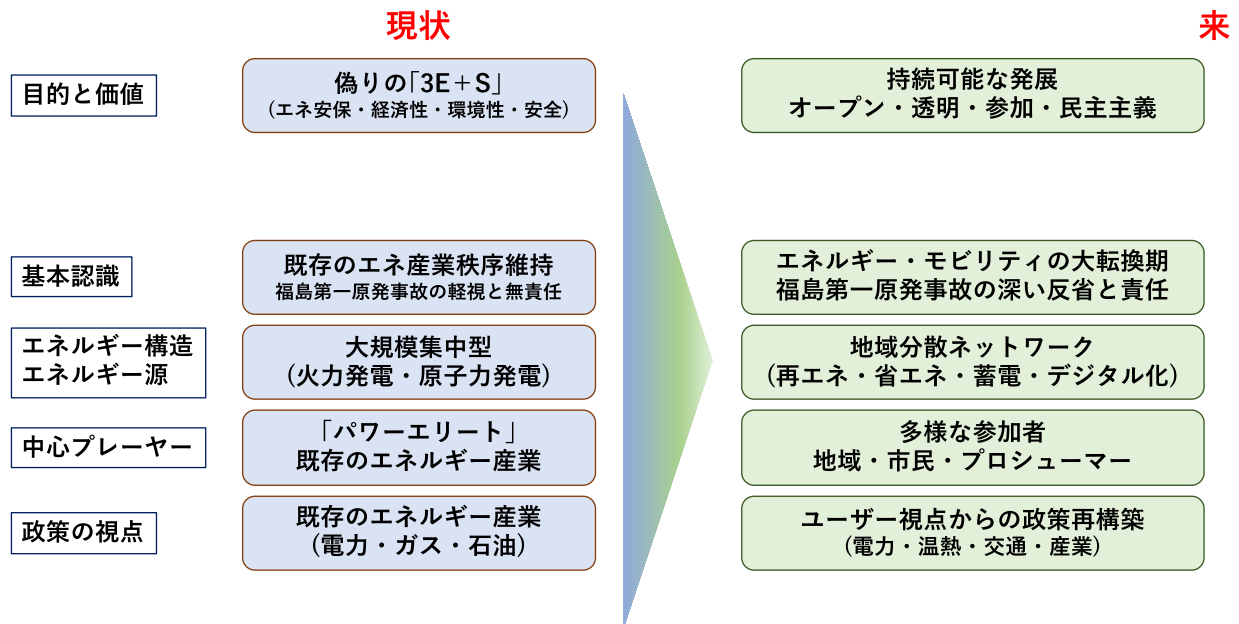 現状
来
目的と価値
偽りの「3E＋S」
（エネ安保・経済性・環境性・安全）
持続可能な発展
オープン・透明・参加・民主主義
基本認識
既存のエネ産業秩序維持
福島第一原発事故の軽視と無責任
エネルギー・モビリティの大転換期
福島第一原発事故の深い反省と責任
エネルギー構造
エネルギー源
大規模集中型
（火力発電・原子力発電）
地域分散ネットワーク
（再エネ・省エネ・蓄電・デジタル化）
中心プレーヤー
「パワーエリート」
既存のエネルギー産業
多様な参加者
地域・市民・プロシューマー
政策の視点
既存のエネルギー産業
（電力・ガス・石油）
ユーザー視点からの政策再構築
（電力・温熱・交通・産業）